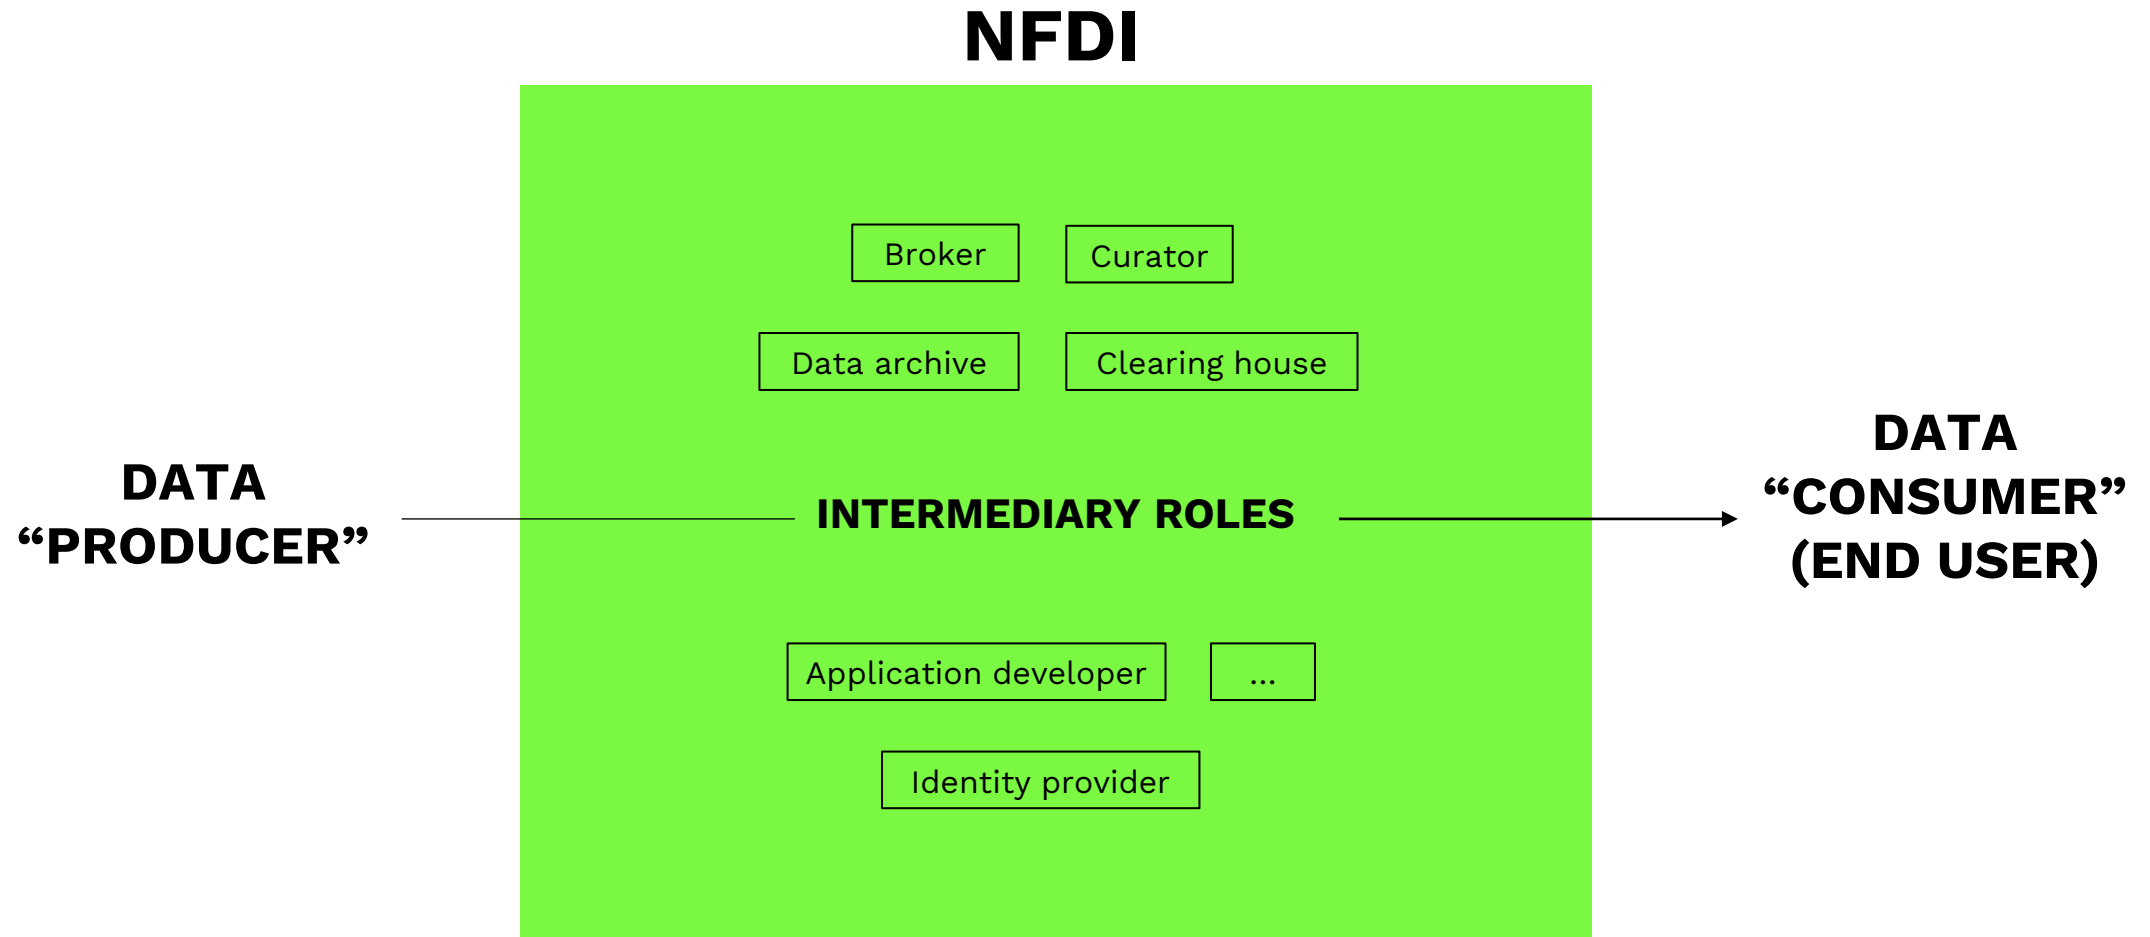 NFDI
Broker
Curator
Data archive
Clearing house
DATA
“PRODUCER”
INTERMEDIARY ROLES
DATA
“CONSUMER”
(END USER)
Application developer
...
Identity provider